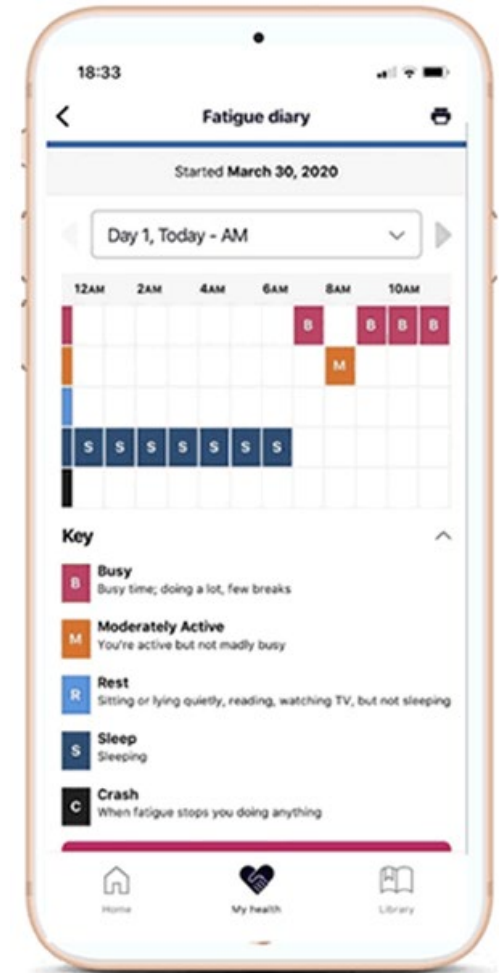 18:33
Fatigue diary
Started March 30, 2020
Day 1, Today - AM
12AM 2AM 4AM 6AM 8AM 10AM
B B B B
M
S S S S S S S
Key
B Busy
Busy time; doing a lot, few breaks
M Moderately Active
You're active but not madly busy
R Rest
Sitting or lying quietly, reading, watching TV, but not sleeping
S Sleep
Sleeping
C Crash
When fatigue stops you doing anything
Home My health Library